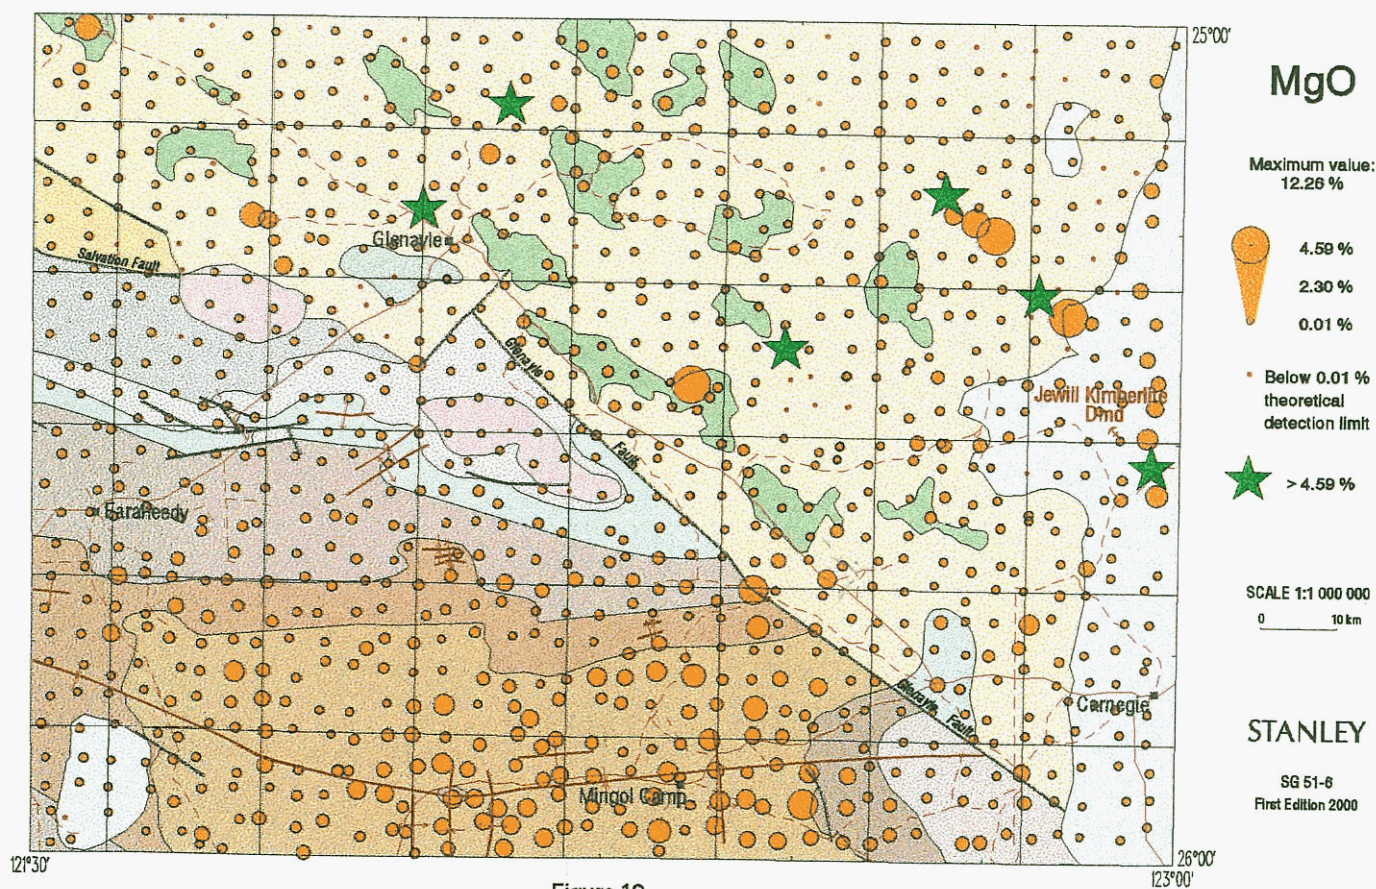 25°00'
MgO
Maximum value:
12.26 %
4.59 %
2.30 %
0.01 %
Below 0.01 %
theoretical
detection limit
> 4.59 %
SCALE 1:1 000 000
0 10 km
STANLEY
SG 51-6
First Edition 2000
Glenayle
Salvation Fault
Glenayle
Fault
Jewill Kimberlite
Dmd
Earaheedy
Glenayle Fault
Carnegie
Mingol Camp
121°30'
26°00'
123°00'